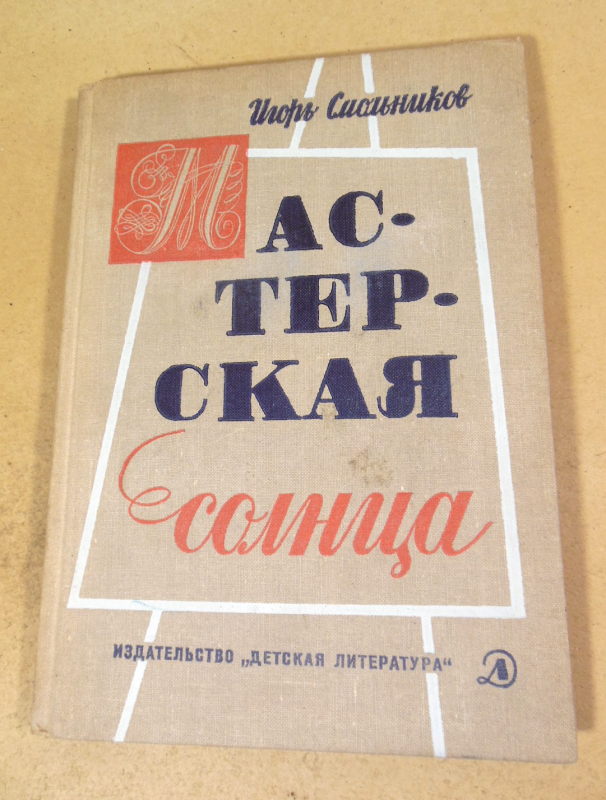 Игорь Смольников
МАС-
ТЕР-
СКАЯ
солнца
ИЗДАТЕЛЬСТВО „ДЕТСКАЯ ЛИТЕРАТУРА“ Д